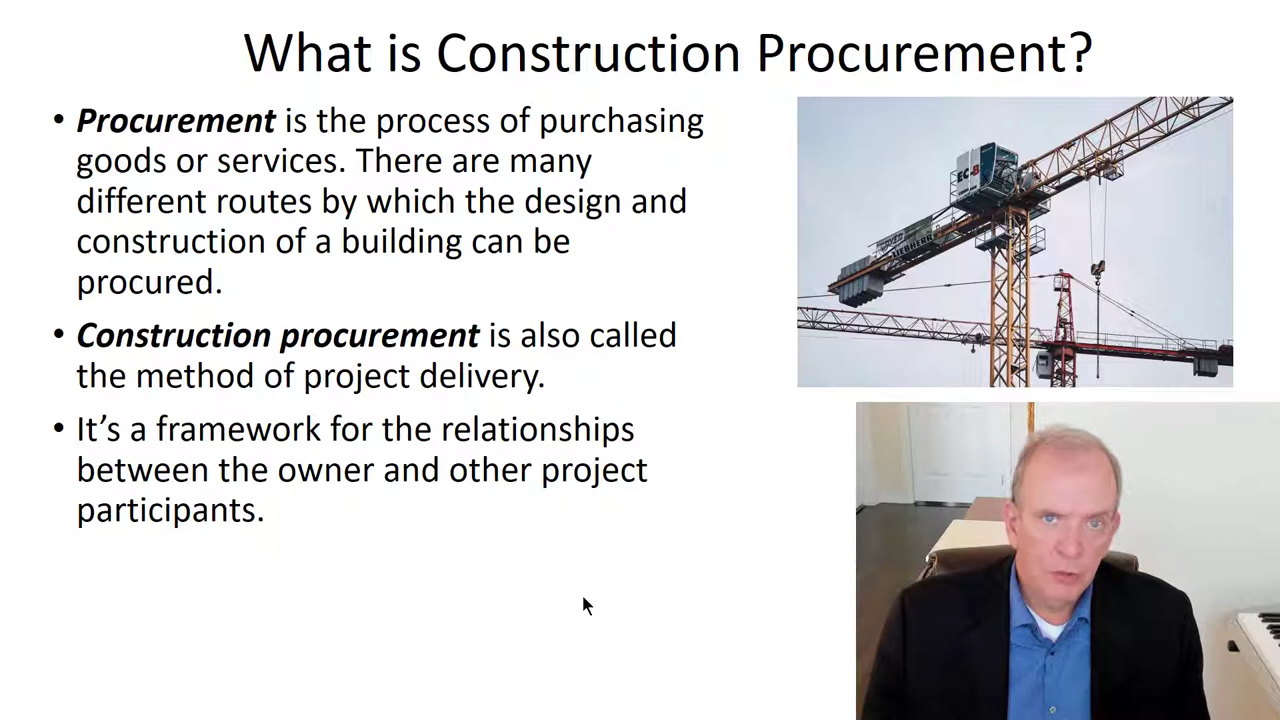 What is Construction Procurement?
• Procurement is the process of purchasing
goods or services. There are many
different routes by which the design and
construction of a building can be
procured.
• Construction procurement is also called
the method of project delivery.
• It’s a framework for the relationships
between the owner and other project
participants.
EC-B
LIEBHERR